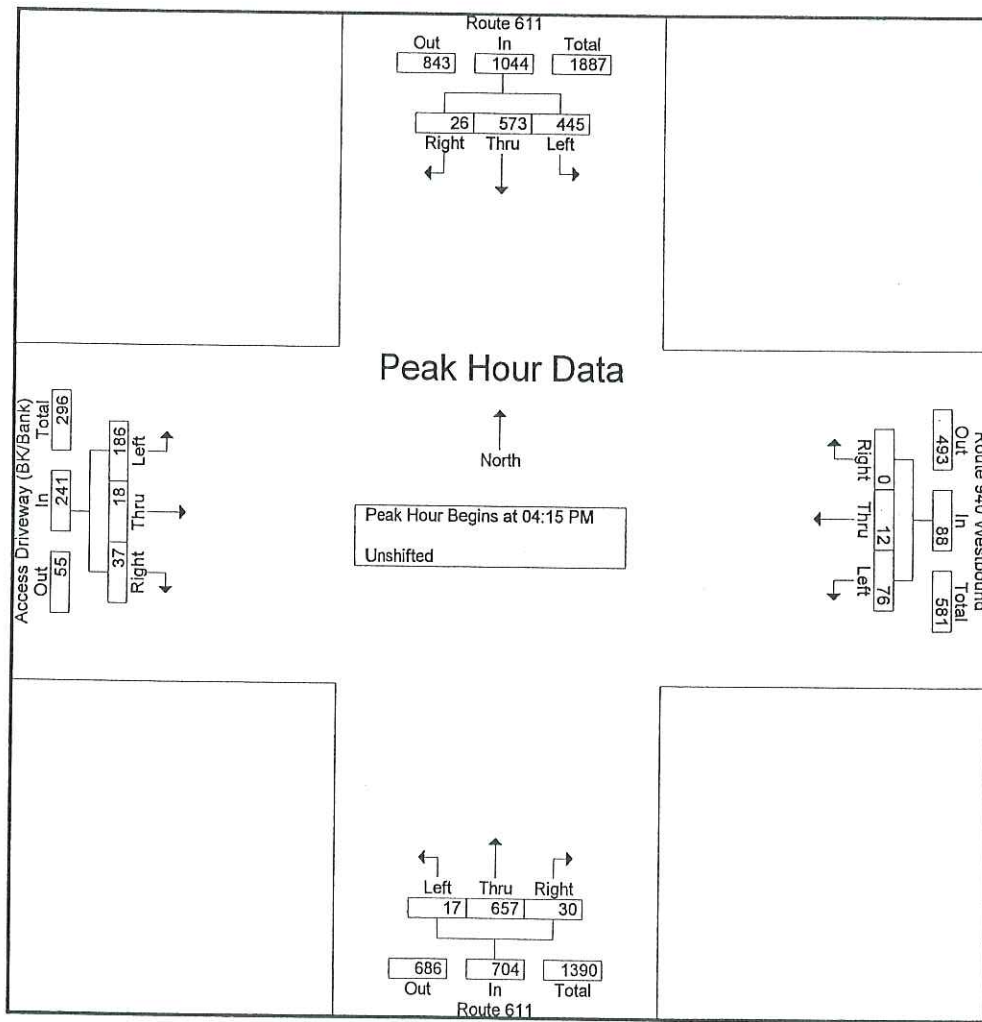 Route 611
Out In Total
843 1044 1887
26 573 445
Right Thru Left
Peak Hour Data
North
Peak Hour Begins at 04:15 PM
Unshifted
Access Driveway (BK/Bank)
Out In Total
55 241 296
37 18 186
Right Thru Left
Route 940 Westbound
Out In Total
493 88 581
0 12 76
Right Thru Left
Left Thru Right
17 657 30
686 704 1390
Out In Total
Route 611